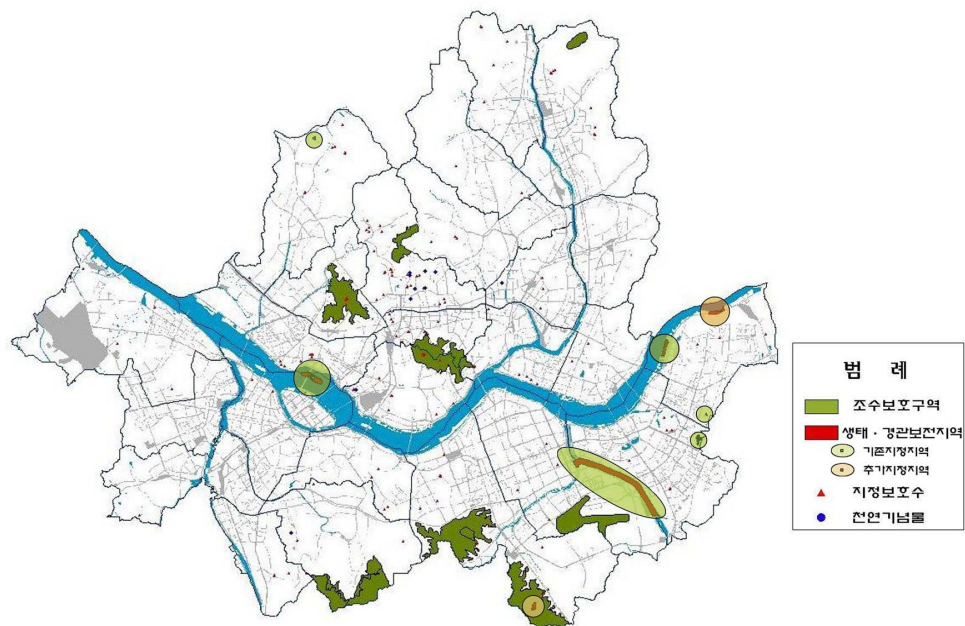 범 례
조수보호구역
생태·경관보전지역
기존지정지역
추가지정지역
지정보호수
천연기념물